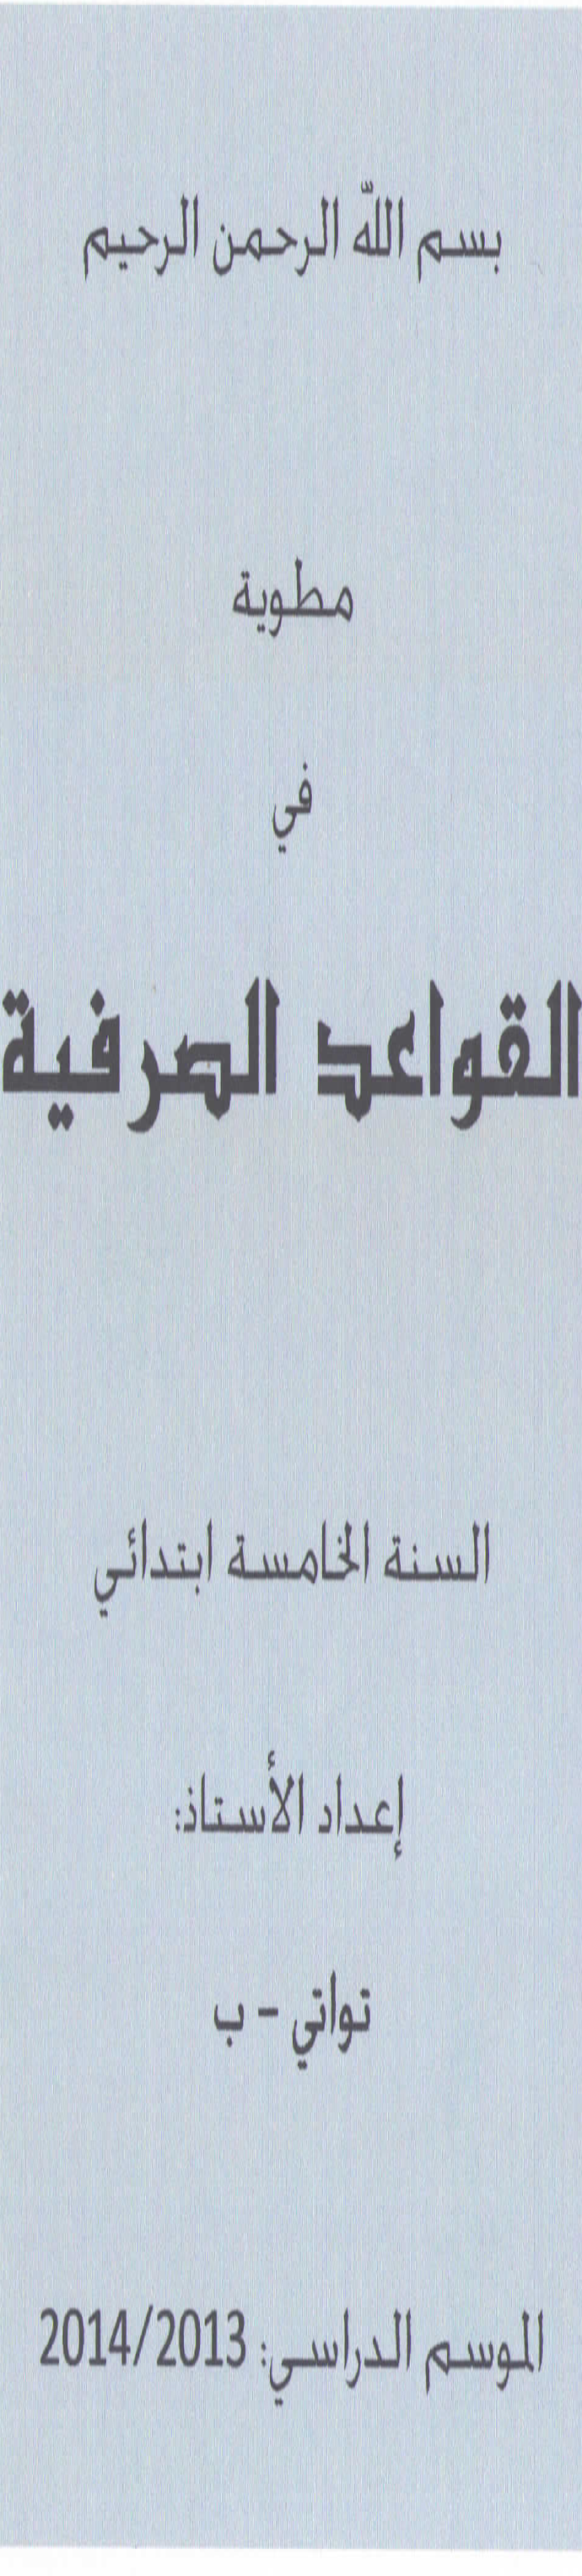 بسم الله الرحمن الرحيم
مطوية
في
القواعد الصرفية
السنة الخامسة ابتدائي
إعداد الأستاذ:
تواتي - ب
الموسم الدراسي: 2014/2013